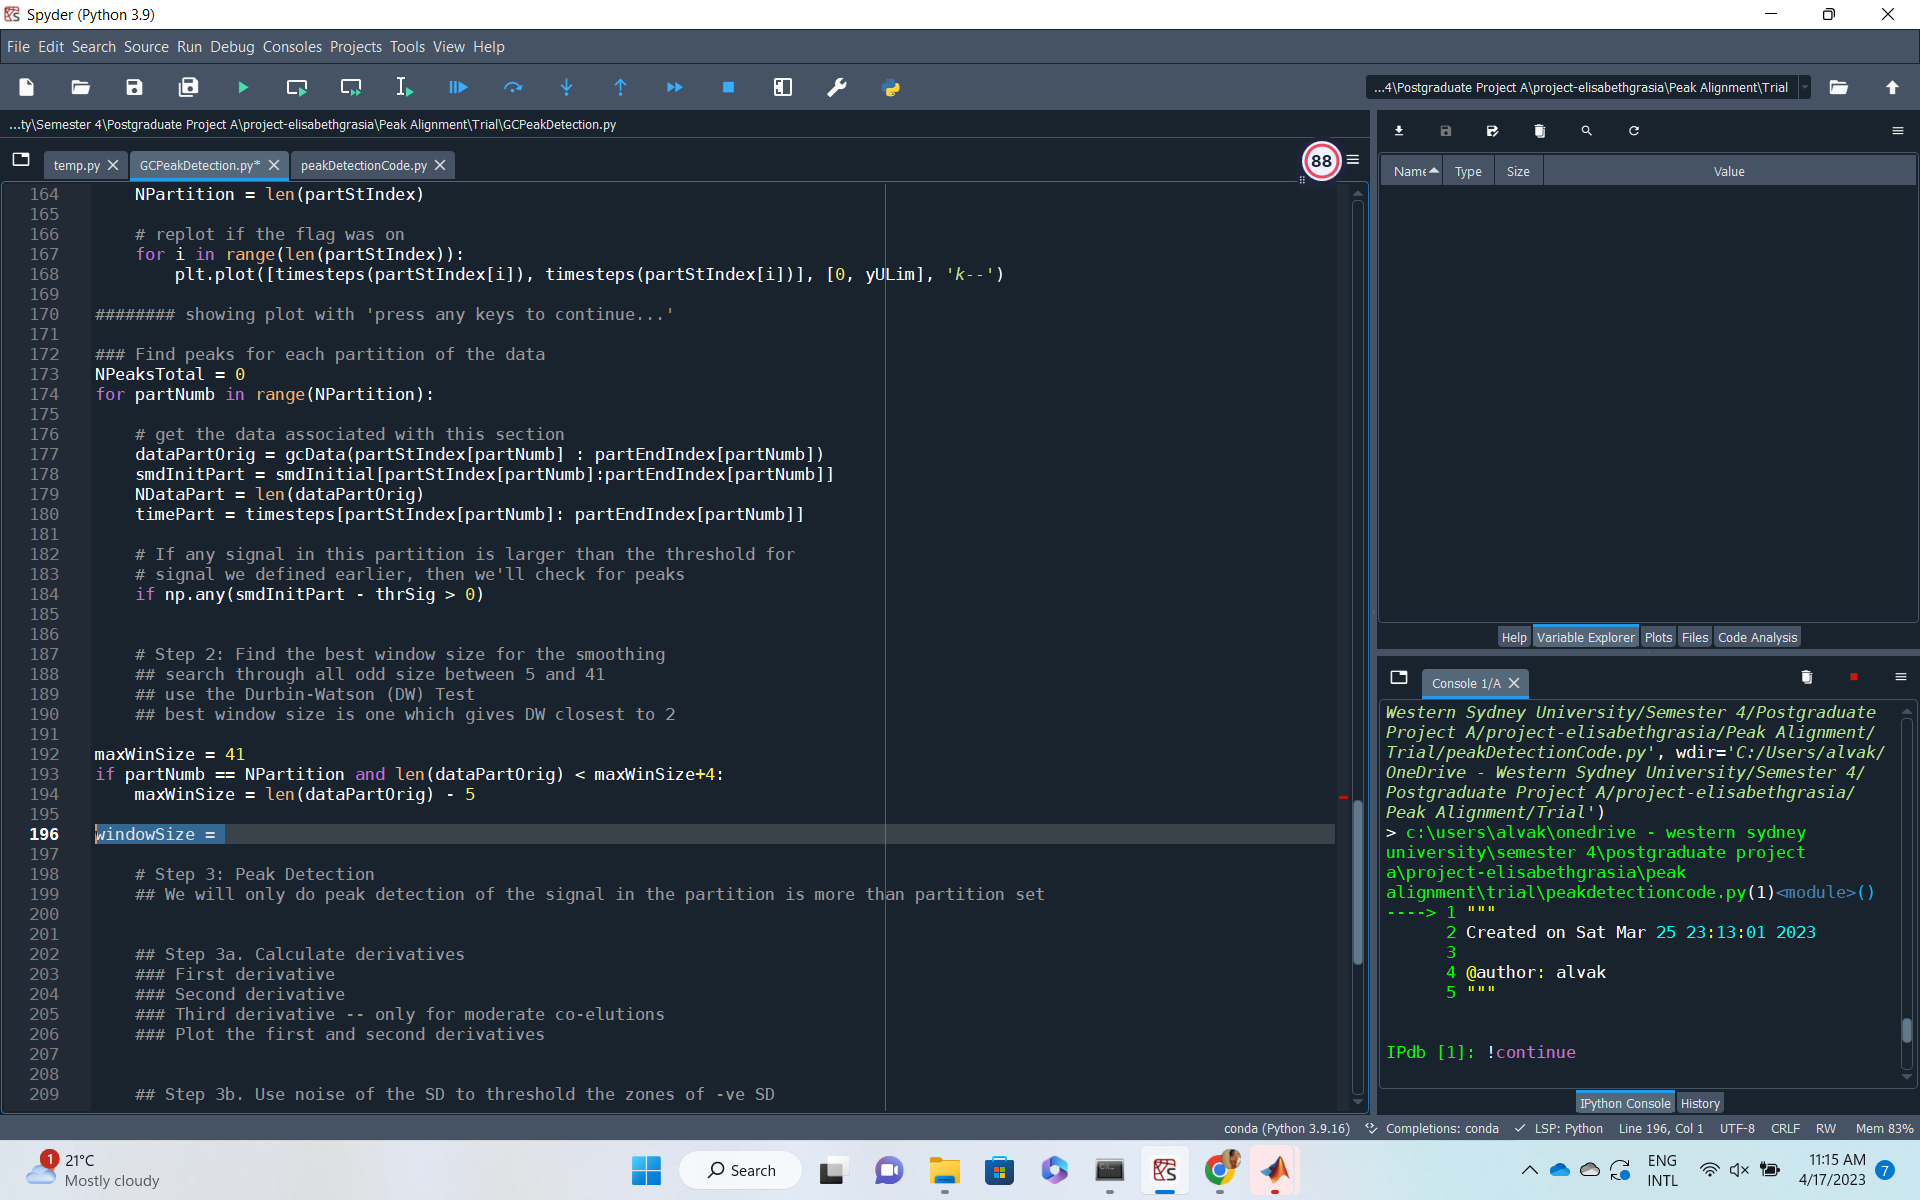 Spyder (Python 3.9)
File Edit Search Source Run Debug Consoles Projects Tools View Help
...4\Postgraduate Project A\project-elisabethgrasia\Peak Alignment\Trial
...ty\Semester 4\Postgraduate Project A\project-elisabethgrasia\Peak Alignment\Trial\GCPeakDetection.py
temp.py GCPeakDetection.py* peakDetectionCode.py
88
164 NPartition = len(partStIndex)
165
166 # replot if the flag was on
167 for i in range(len(partStIndex)):
168 plt.plot([timesteps(partStIndex[i]), timesteps(partStIndex[i])], [0, yULim], 'k--')
169
170 ######## showing plot with 'press any keys to continue...'
171
172 ### Find peaks for each partition of the data
173 NPeaksTotal = 0
174 for partNumb in range(NPartition):
175
176 # get the data associated with this section
177 dataPartOrig = gcData(partStIndex[partNumb] : partEndIndex[partNumb])
178 smdInitPart = smdInitial[partStIndex[partNumb]:partEndIndex[partNumb]]
179 NDataPart = len(dataPartOrig)
180 timePart = timesteps[partStIndex[partNumb]: partEndIndex[partNumb]]
181
182 # If any signal in this partition is larger than the threshold for
183 # signal we defined earlier, then we'll check for peaks
184 if np.any(smdInitPart - thrSig > 0)
185
186
187 # Step 2: Find the best window size for the smoothing
188 ## search through all odd size between 5 and 41
189 ## use the Durbin-Watson (DW) Test
190 ## best window size is one which gives DW closest to 2
191
192 maxWinSize = 41
193 if partNumb == NPartition and len(dataPartOrig) < maxWinSize+4:
194 maxWinSize = len(dataPartOrig) - 5
195
196 windowSize =
197
198 # Step 3: Peak Detection
199 ## We will only do peak detection of the signal in the partition is more than partition set
200
201
202 ## Step 3a. Calculate derivatives
203 ### First derivative
204 ### Second derivative
205 ### Third derivative -- only for moderate co-elutions
206 ### Plot the first and second derivatives
207
208
209 ## Step 3b. Use noise of the SD to threshold the zones of -ve SD
Name Type Size Value
Help Variable Explorer Plots Files Code Analysis
Console 1/A
Western Sydney University/Semester 4/Postgraduate
Project A/project-elisabethgrasia/Peak Alignment/
Trial/peakDetectionCode.py', wdir='C:/Users/alvak/
OneDrive - Western Sydney University/Semester 4/
Postgraduate Project A/project-elisabethgrasia/
Peak Alignment/Trial')
> c:\users\alvak\onedrive - western sydney
university\semester 4\postgraduate project
a\project-elisabethgrasia\peak
alignment\trial\peakdetectioncode.py(1)<module>()
----> 1 """
2 Created on Sat Mar 25 23:13:01 2023
3
4 @author: alvak
5 """
IPdb [1]: !continue
IPython Console History
conda (Python 3.9.16) Completions: conda LSP: Python Line 196, Col 1 UTF-8 CRLF RW Mem 83%
1
21°C
Mostly cloudy
Search
ENG
INTL
11:15 AM
4/17/2023
7